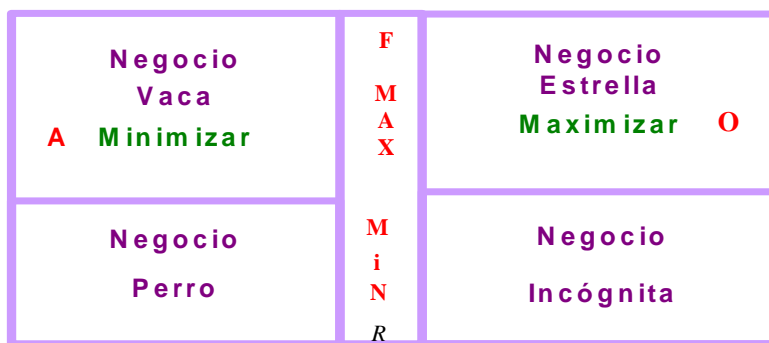 Negocio
Vaca
A Minimizar
Negocio
Perro
F
M
A
X
M
i
N
R
Negocio
Estrella
Maximizar O
Negocio
Incógnita